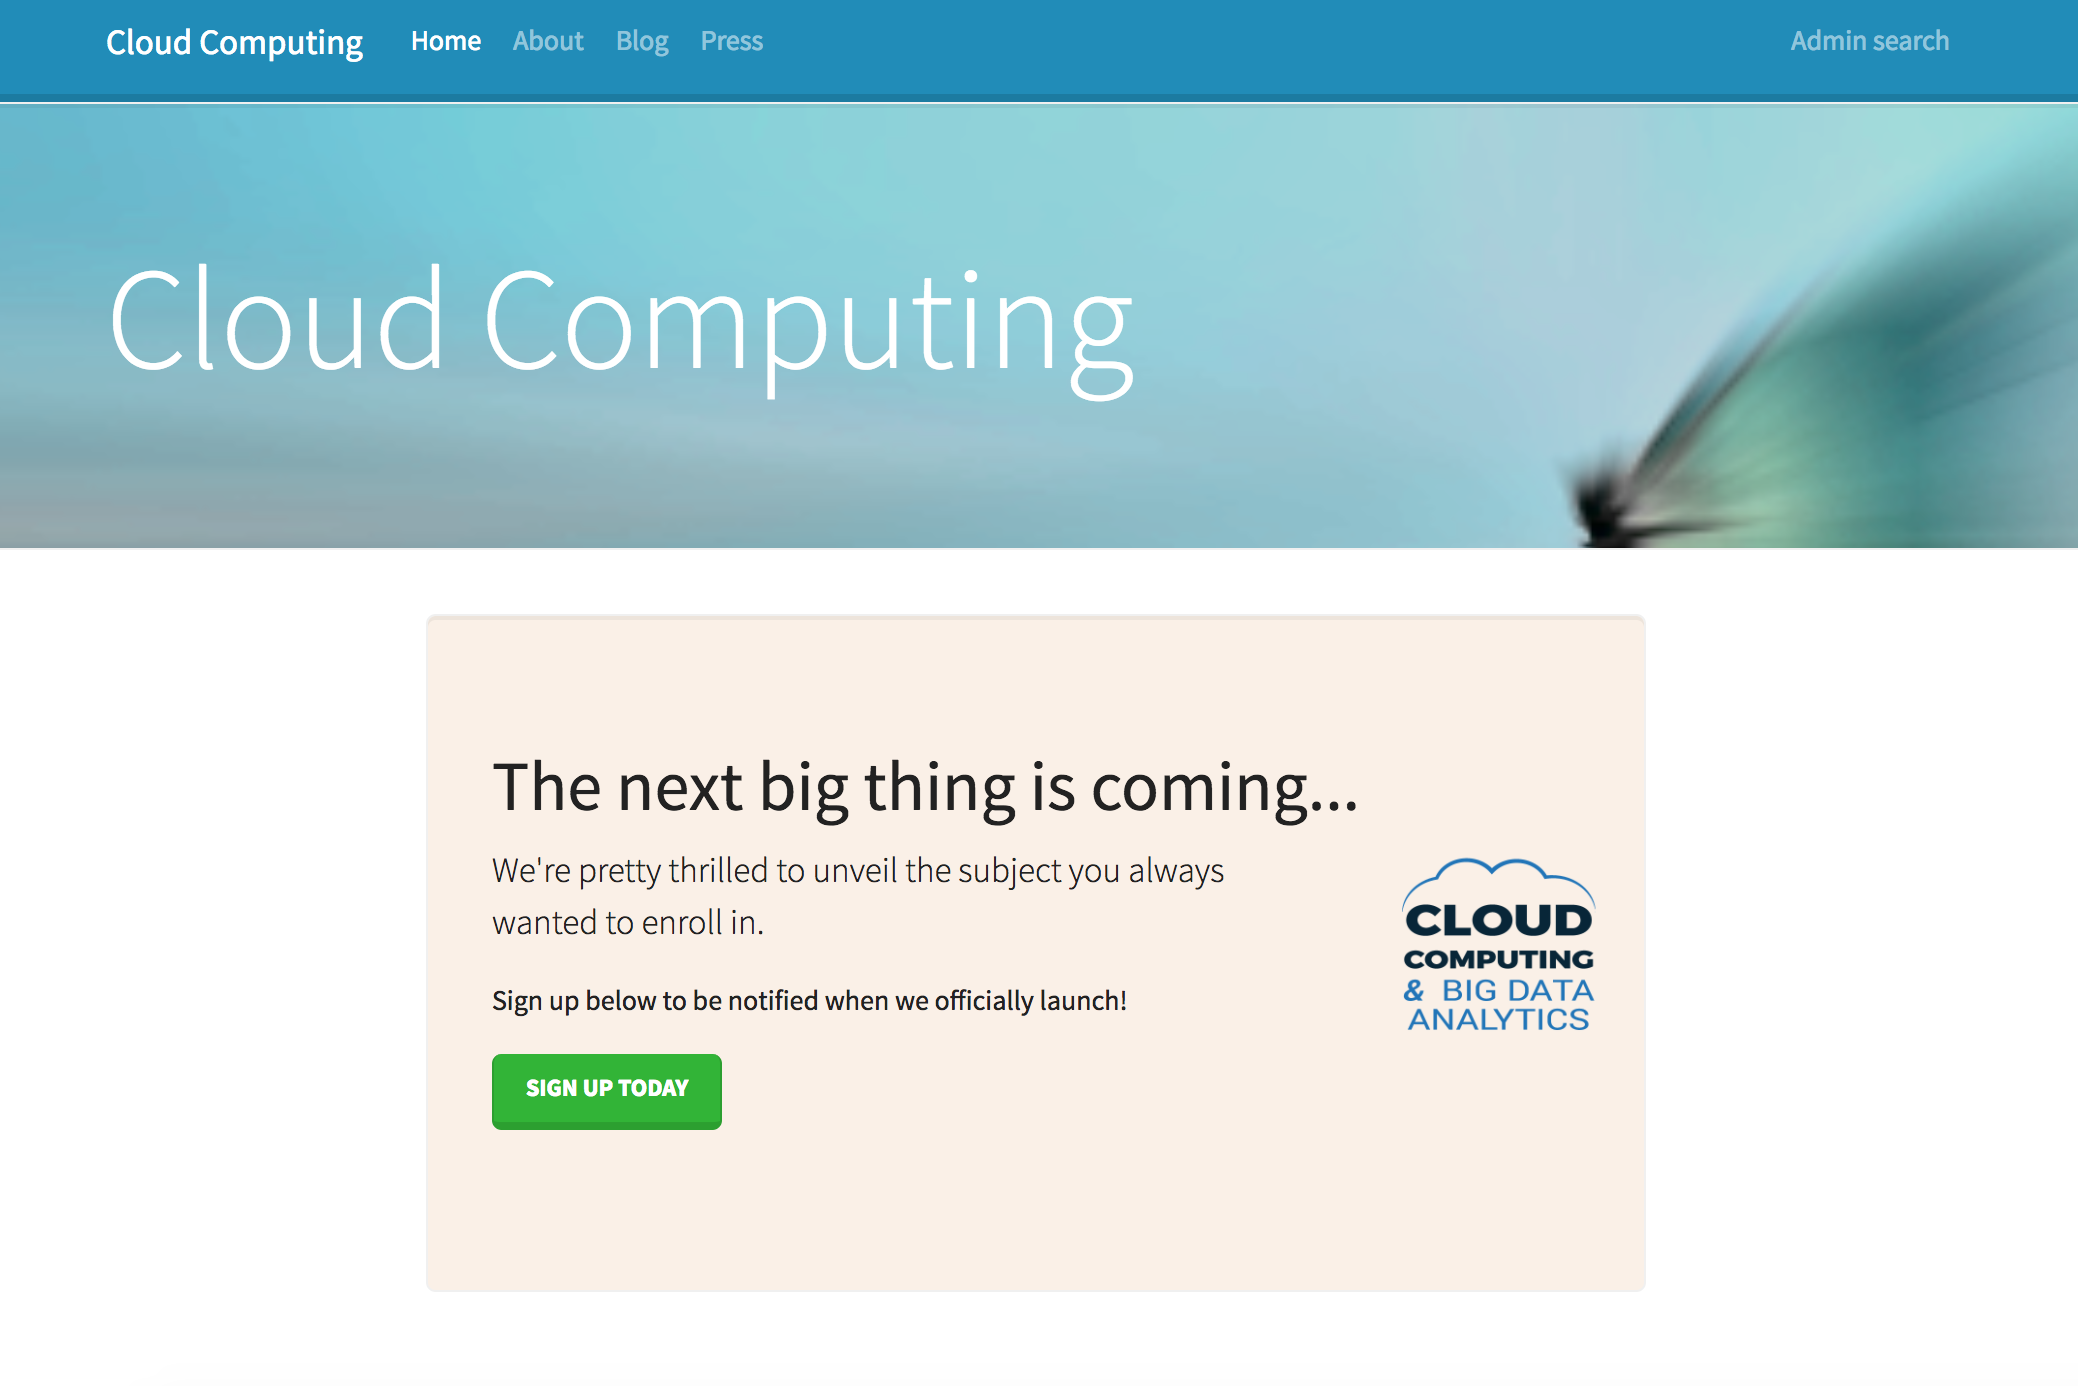 Cloud Computing Home About Blog Press Admin search
Cloud Computing
The next big thing is coming...
We're pretty thrilled to unveil the subject you always
wanted to enroll in.
Sign up below to be notified when we officially launch!
SIGN UP TODAY
CLOUD
COMPUTING
& BIG DATA
ANALYTICS